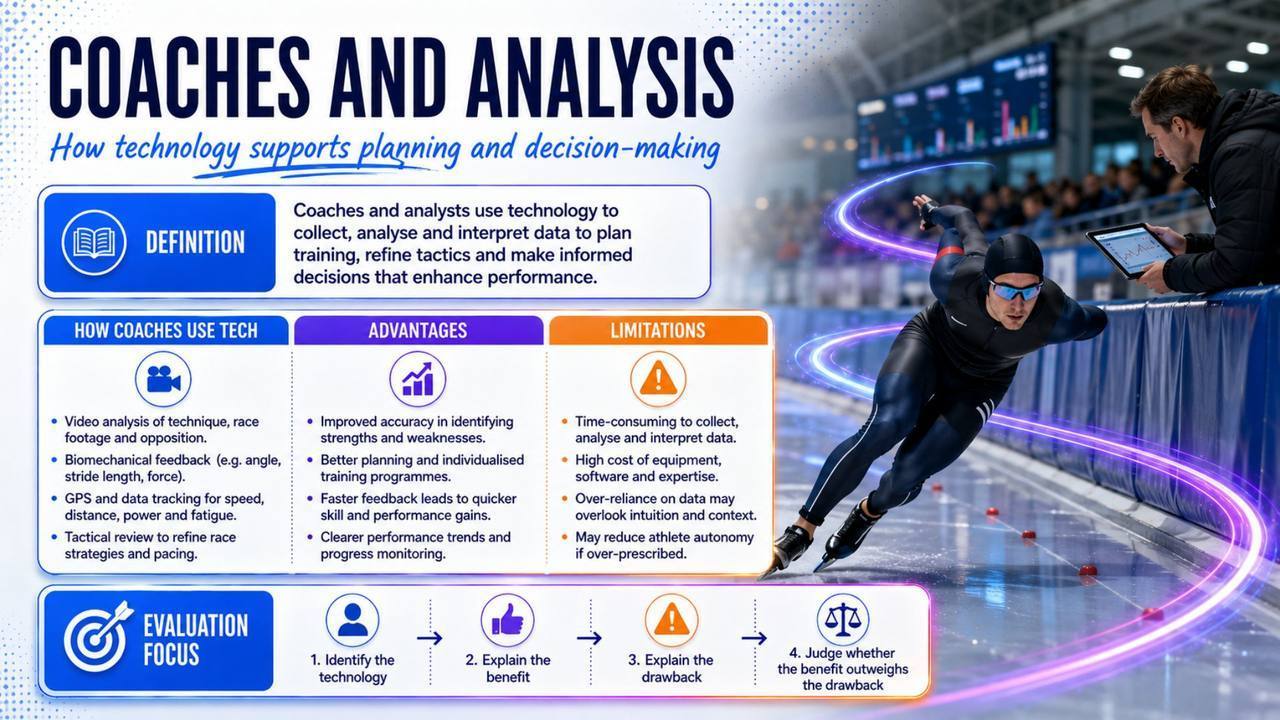 COACHES AND ANALYSIS
How technology supports planning and decision-making
DEFINITION
Coaches and analysts use technology to
collect, analyse and interpret data to plan
training, refine tactics and make informed
decisions that enhance performance.
HOW COACHES USE TECH
• Video analysis of technique, race
footage and opposition.
• Biomechanical feedback (e.g. angle,
stride length, force).
• GPS and data tracking for speed,
distance, power and fatigue.
• Tactical review to refine race
strategies and pacing.
ADVANTAGES
• Improved accuracy in identifying
strengths and weaknesses.
• Better planning and individualised
training programmes.
• Faster feedback leads to quicker
skill and performance gains.
• Clearer performance trends and
progress monitoring.
LIMITATIONS
• Time-consuming to collect,
analyse and interpret data.
• High cost of equipment,
software and expertise.
• Over-reliance on data may
overlook intuition and context.
• May reduce athlete autonomy
if over-prescribed.
EVALUATION
FOCUS
1. Identify the
technology
2. Explain the
benefit
3. Explain the
drawback
4. Judge whether
the benefit outweighs
the drawback